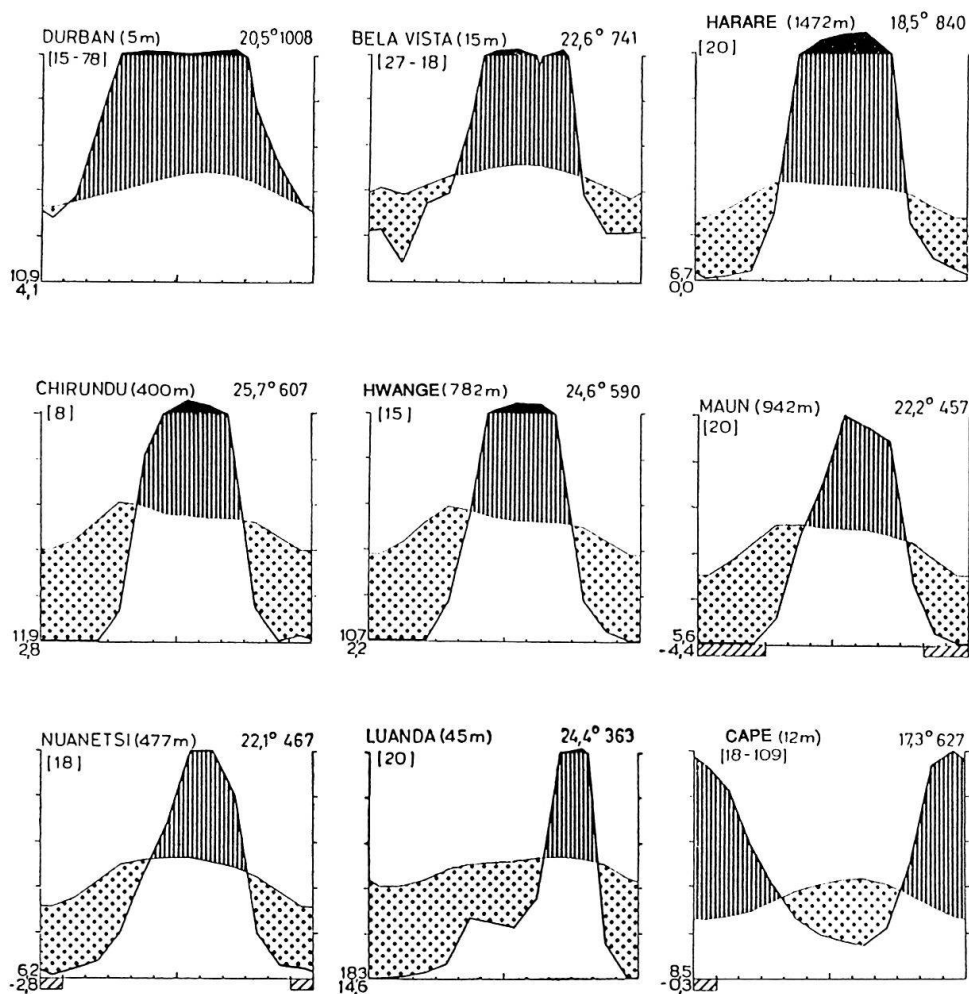 DURBAN (5m) 20,5° 1008
[15-78]
10,9
4,1
BELA VISTA (15m) 22,6° 741
[27-18]
HARARE (1472m) 18,5° 840
[20]
6,7
0,0
CHIRUNDU (400m) 25,7° 607
[8]
11,9
2,8
HWANGE (782m) 24,6° 590
[15]
10,7
2,2
MAUN (942m) 22,2° 457
[20]
5,6
-4,4
NUANETSI (477m) 22,1° 467
[18]
6,2
-2,8
LUANDA (45m) 24,4° 363
[20]
18,3
14,6
CAPE (12m) 17,3° 627
[18-109]
8,5
-0,3